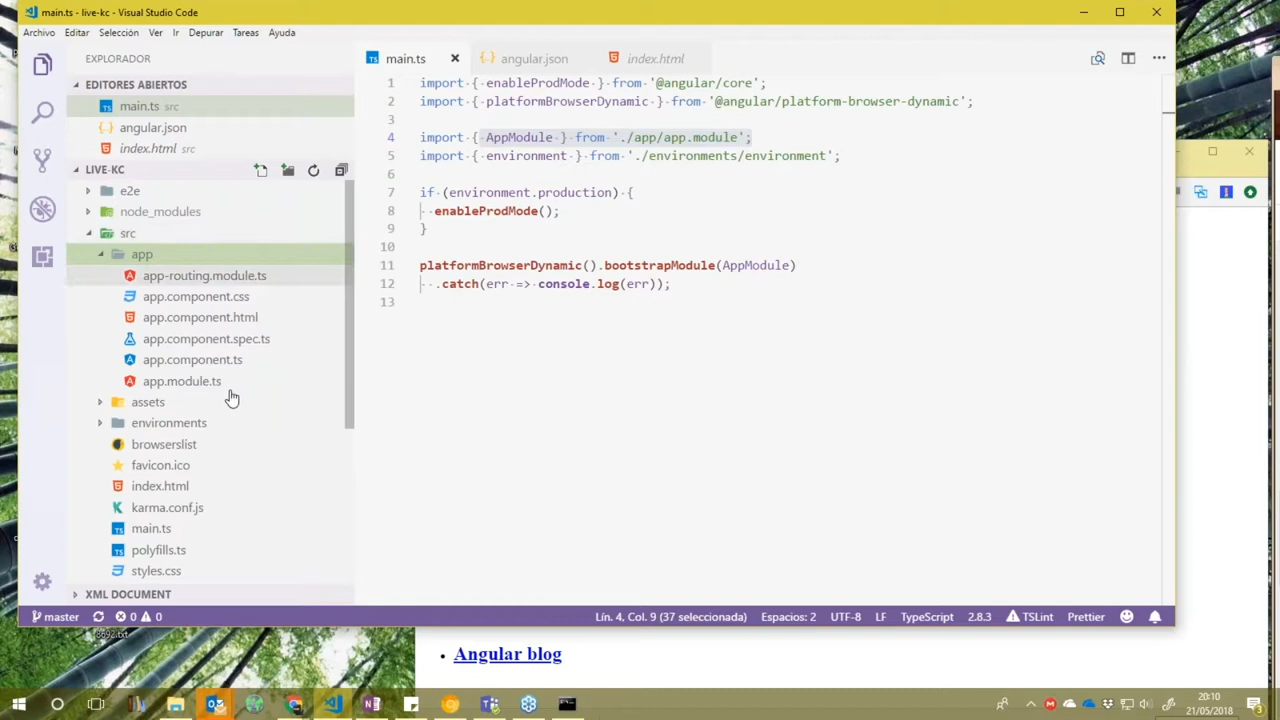 main.ts - live-kc - Visual Studio Code
Archivo Editar Selección Ver Ir Depurar Tareas Ayuda
EXPLORADOR
EDITORES ABIERTOS
main.ts src
angular.json
index.html src
LIVE-KC
e2e
node_modules
src
app
app-routing.module.ts
app.component.css
app.component.html
app.component.spec.ts
app.component.ts
app.module.ts
assets
environments
browserslist
favicon.ico
index.html
karma.conf.js
main.ts
polyfills.ts
styles.css
XML DOCUMENT
main.ts angular.json index.html
1 import { enableProdMode } from '@angular/core';
2 import { platformBrowserDynamic } from '@angular/platform-browser-dynamic';
3
4 import { AppModule } from './app/app.module';
5 import { environment } from './environments/environment';
6
7 if (environment.production) {
8 enableProdMode();
9 }
10
11 platformBrowserDynamic().bootstrapModule(AppModule)
12 .catch(err => console.log(err));
13
master 0 0 Lín. 4, Col. 9 (37 seleccionada) Espacios: 2 UTF-8 LF TypeScript 2.8.3 TSLint Prettier
8692.txt
• Angular blog
20:10
21/05/2018